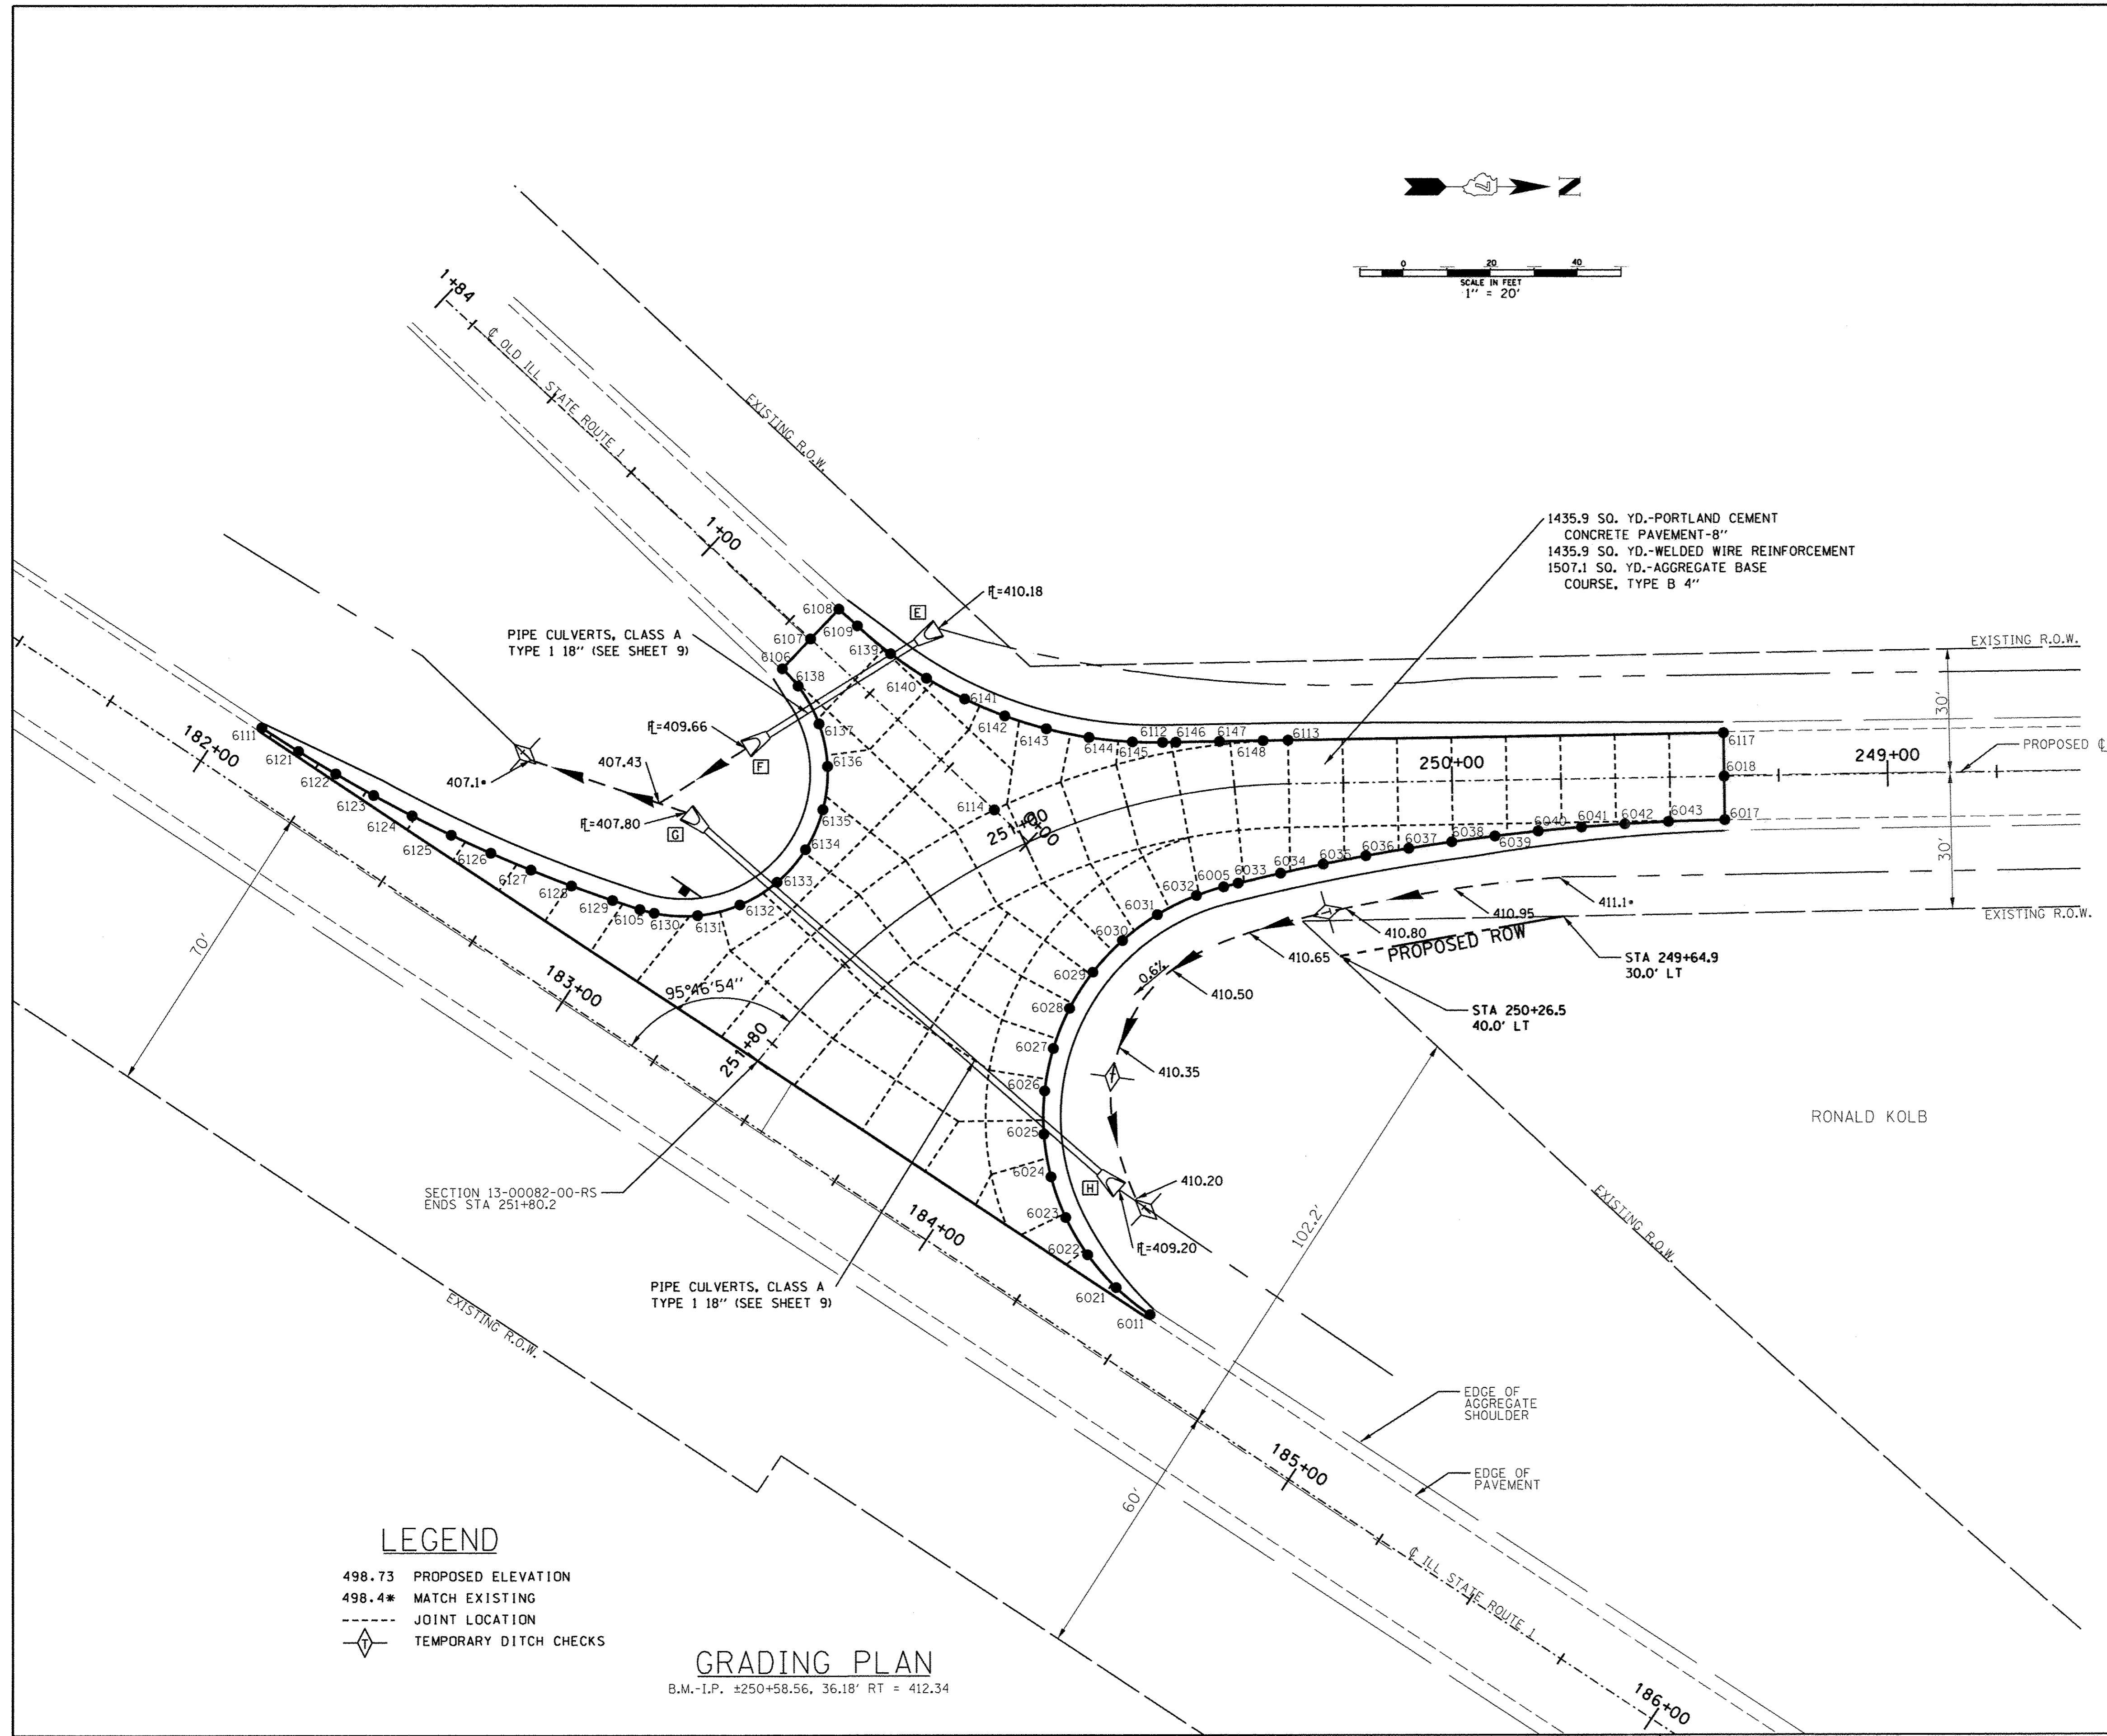 0 20 40
SCALE IN FEET
1" = 20'
1+84
℄ OLD ILL STATE ROUTE 1
EXISTING R.O.W.
1+00
1435.9 SQ. YD.-PORTLAND CEMENT
CONCRETE PAVEMENT-8"
1435.9 SQ. YD.-WELDED WIRE REINFORCEMENT
1507.1 SQ. YD.-AGGREGATE BASE
COURSE, TYPE B 4"
PIPE CULVERTS, CLASS A
TYPE 1 18" (SEE SHEET 9)
FL=410.18
E
6108
6109
6107
6106
6139
6138
6140
6141
6137
6142
6143
6144
6145
6112
6146
6147
6148
6113
6117
6018
6017
EXISTING R.O.W.
30'
PROPOSED ℄
249+00
250+00
30'
FL=409.66
F
407.43
407.1*
FL=407.80
G
6136
6135
6134
6133
6132
6131
6130
6105
6129
6128
6127
6126
6125
6124
6123
6122
6121
6111
182+00
6114
251+00
6043
6042
6041
6040
6039
6038
6037
6036
6035
6034
6033
6005
6032
6031
6030
6029
6028
6027
6026
6025
6024
6023
6022
6021
6011
411.1*
410.95
410.80
410.65
PROPOSED ROW
EXISTING R.O.W.
STA 249+64.9
30.0' LT
STA 250+26.5
40.0' LT
0.6%
410.50
410.35
410.20
H
FL=409.20
70'
183+00
95°46'54"
251+80
RONALD KOLB
SECTION 13-00082-00-RS
ENDS STA 251+80.2
184+00
102.2'
EXISTING R.O.W.
PIPE CULVERTS, CLASS A
TYPE 1 18" (SEE SHEET 9)
EXISTING R.O.W.
EDGE OF
AGGREGATE
SHOULDER
185+00
EDGE OF
PAVEMENT
60'
℄ ILL STATE ROUTE 1
186+00
LEGEND
498.73 PROPOSED ELEVATION
498.4* MATCH EXISTING
JOINT LOCATION
T TEMPORARY DITCH CHECKS
GRADING PLAN
B.M.-I.P. ±250+58.56, 36.18' RT = 412.34